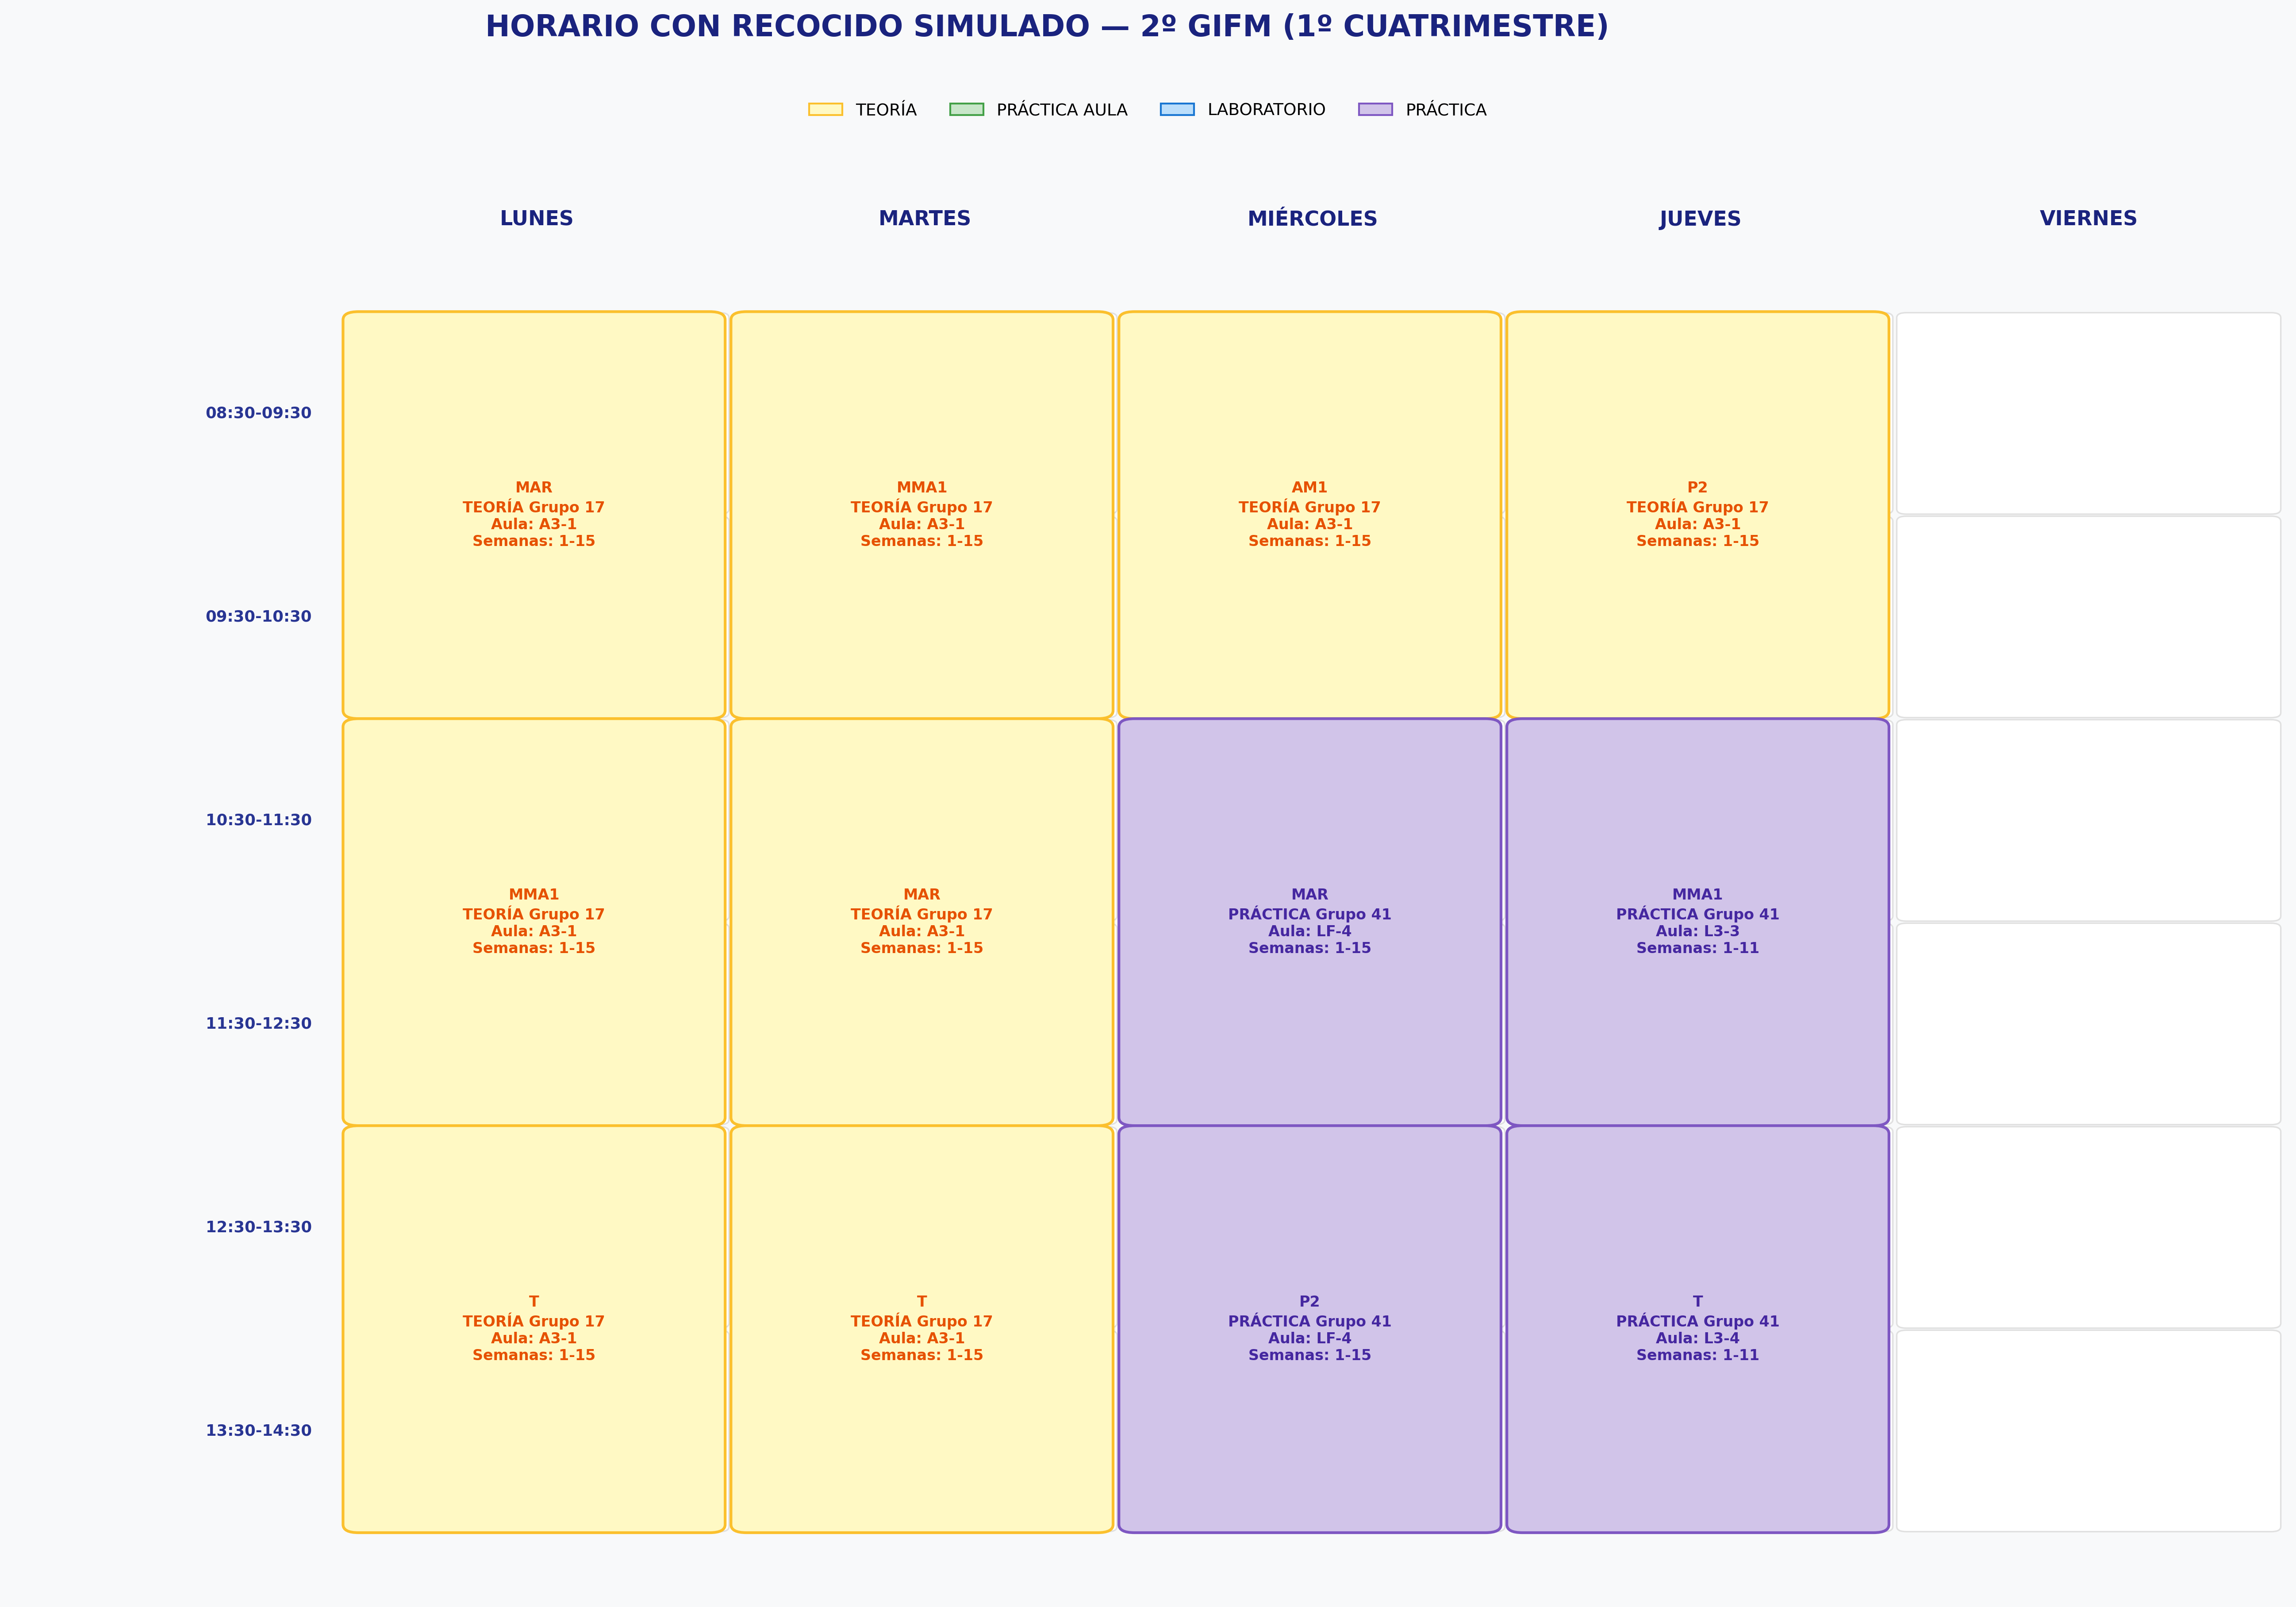 HORARIO CON RECOCIDO SIMULADO — 2º GIFM (1º CUATRIMESTRE)
TEORÍA
PRÁCTICA AULA
LABORATORIO
PRÁCTICA
LUNES
MARTES
MIÉRCOLES
JUEVES
VIERNES
08:30-09:30
09:30-10:30
MAR
TEORÍA Grupo 17
Aula: A3-1
Semanas: 1-15
MMA1
TEORÍA Grupo 17
Aula: A3-1
Semanas: 1-15
AM1
TEORÍA Grupo 17
Aula: A3-1
Semanas: 1-15
P2
TEORÍA Grupo 17
Aula: A3-1
Semanas: 1-15
10:30-11:30
11:30-12:30
MMA1
TEORÍA Grupo 17
Aula: A3-1
Semanas: 1-15
MAR
TEORÍA Grupo 17
Aula: A3-1
Semanas: 1-15
MAR
PRÁCTICA Grupo 41
Aula: LF-4
Semanas: 1-15
MMA1
PRÁCTICA Grupo 41
Aula: L3-3
Semanas: 1-11
12:30-13:30
13:30-14:30
T
TEORÍA Grupo 17
Aula: A3-1
Semanas: 1-15
T
TEORÍA Grupo 17
Aula: A3-1
Semanas: 1-15
P2
PRÁCTICA Grupo 41
Aula: LF-4
Semanas: 1-15
T
PRÁCTICA Grupo 41
Aula: L3-4
Semanas: 1-11